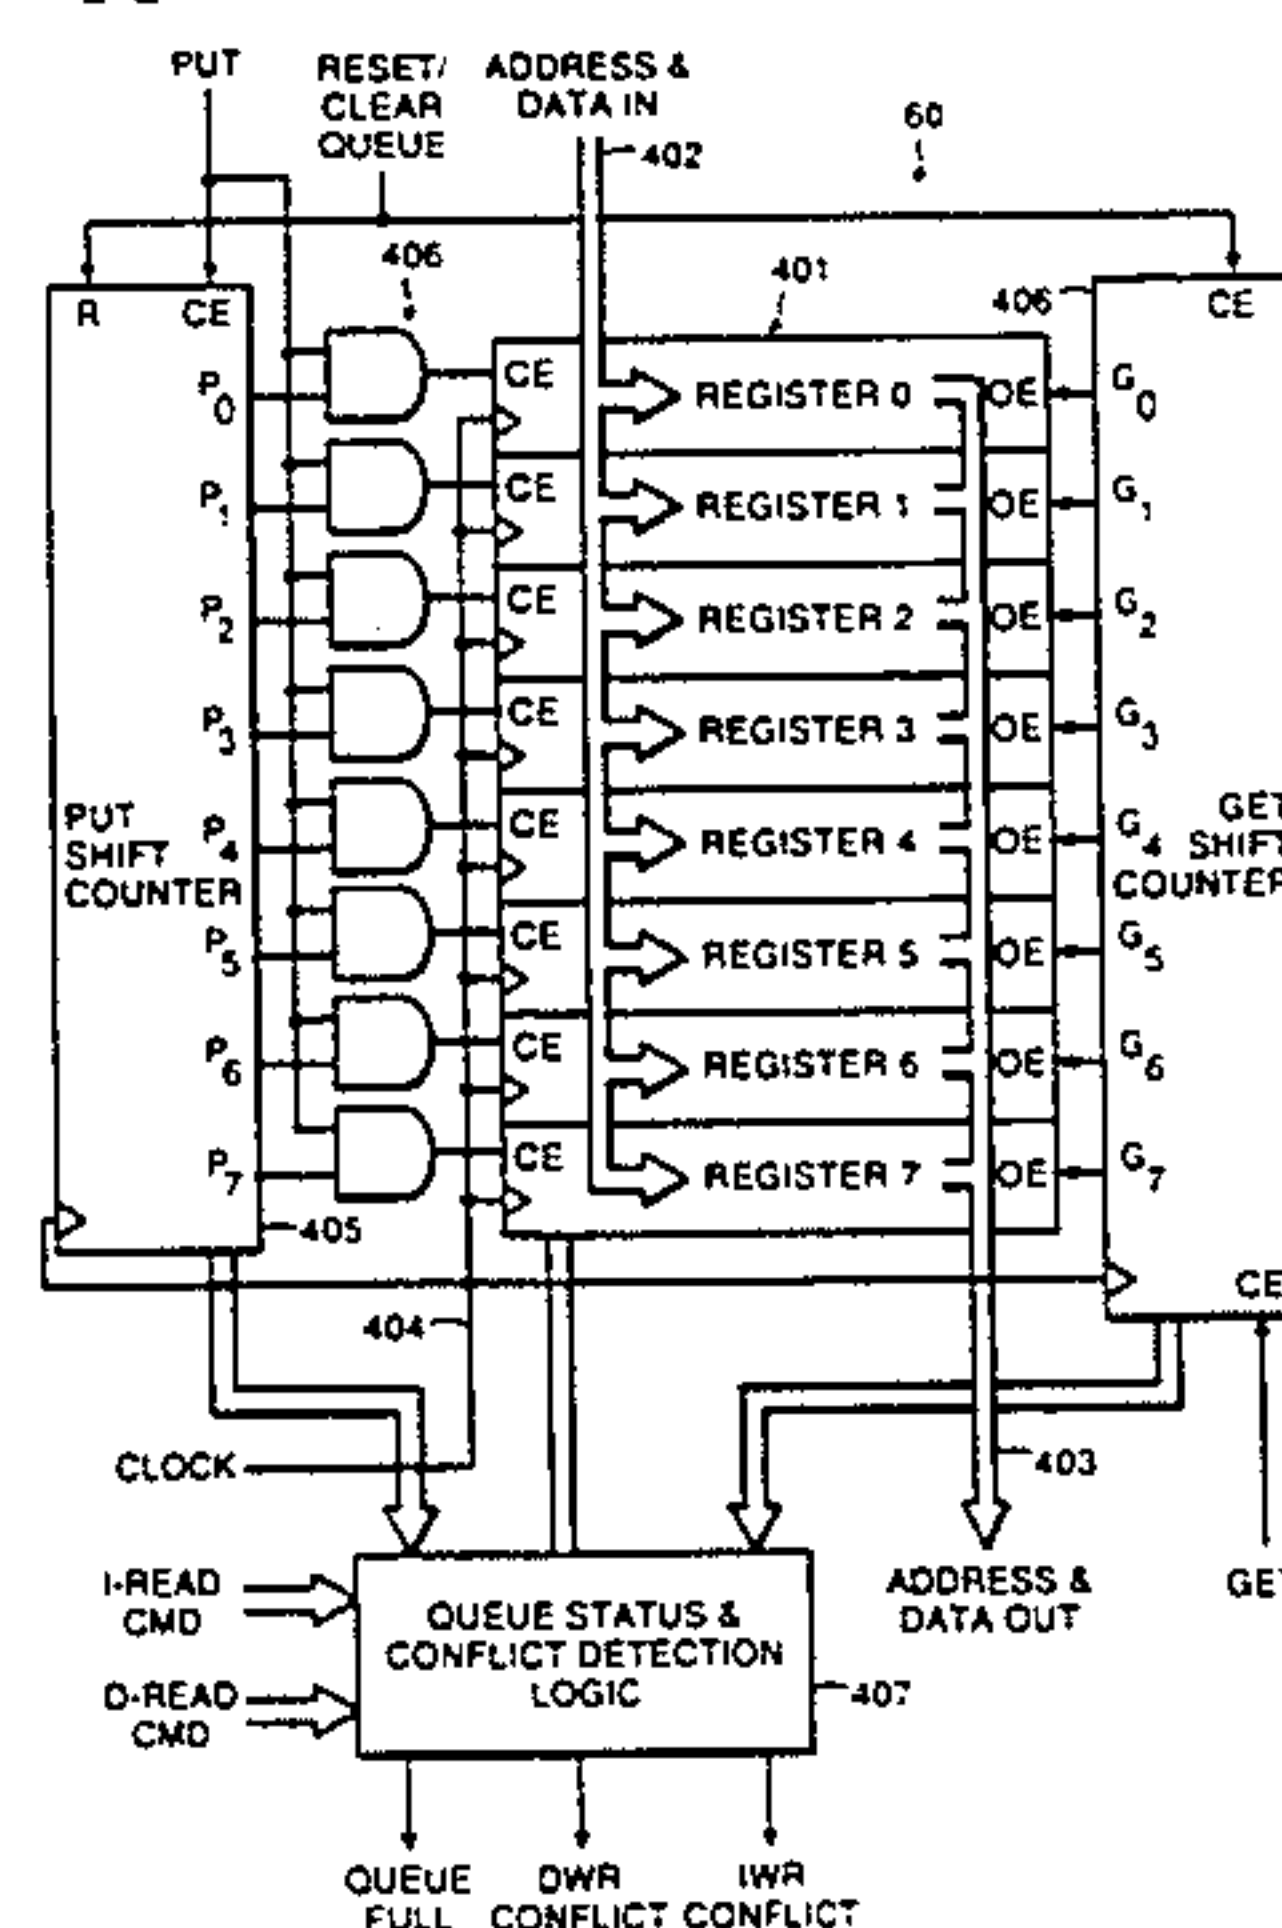 PUT
RESET/
CLEAR
QUEUE
ADDRESS &
DATA IN
402
60
406
401
406
R
CE
CE
P0
CE
REGISTER 0
OE
G0
P1
CE
REGISTER 1
OE
G1
P2
CE
REGISTER 2
OE
G2
P3
CE
REGISTER 3
OE
G3
PUT
SHIFT
COUNTER
P4
CE
REGISTER 4
OE
G4
GET
SHIFT
COUNTER
P5
CE
REGISTER 5
OE
G5
P6
CE
REGISTER 6
OE
G6
P7
CE
REGISTER 7
OE
G7
405
CE
404
CLOCK
403
I-READ
CMD
D-READ
CMD
QUEUE STATUS &
CONFLICT DETECTION
LOGIC
407
ADDRESS &
DATA OUT
GET
QUEUE
FULL
DWR
CONFLICT
IWR
CONFLICT